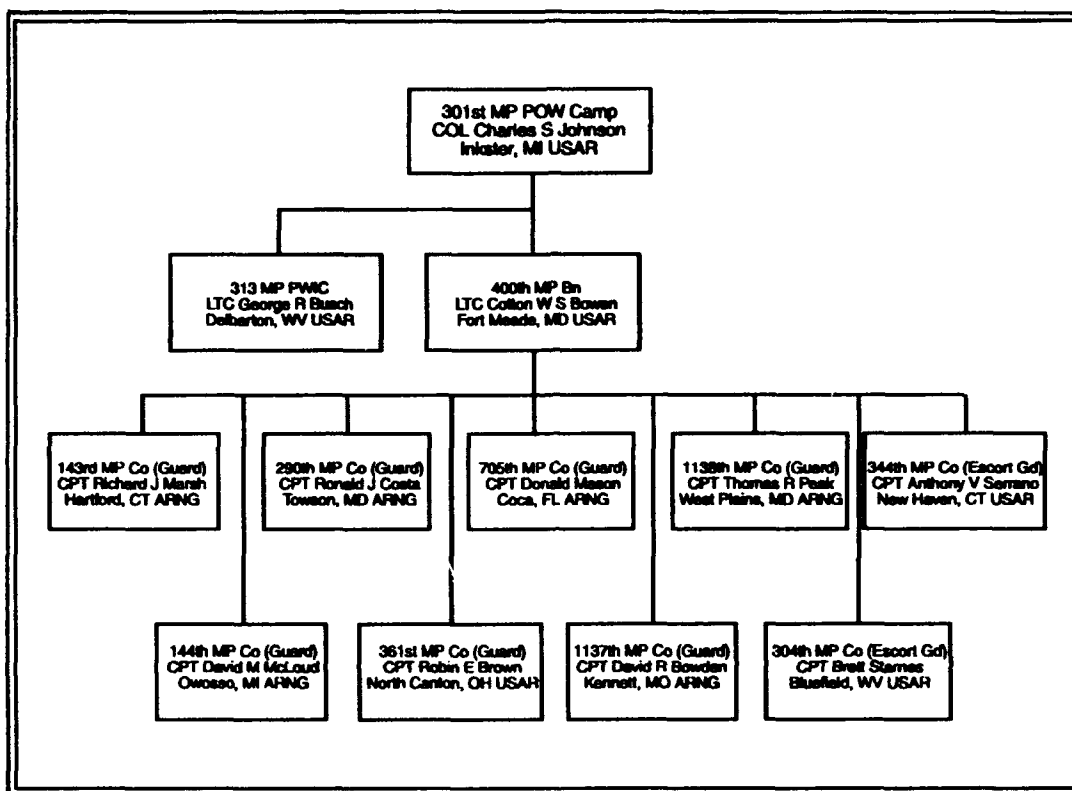 301st MP POW Camp
COL Charles S Johnson
Inkster, MI USAR
313 MP PWIC
LTC George R Busch
Delbarton, WV USAR
400th MP Bn
LTC Cotton W S Bowen
Fort Meade, MD USAR
143rd MP Co (Guard)
CPT Richard J Marsh
Hartford, CT ARNG
290th MP Co (Guard)
CPT Ronald J Costa
Towson, MD ARNG
705th MP Co (Guard)
CPT Donald Mason
Coca, FL ARNG
1138th MP Co (Guard)
CPT Thomas R Peak
West Plains, MD ARNG
344th MP Co (Escort Gd)
CPT Anthony V Serrano
New Haven, CT USAR
144th MP Co (Guard)
CPT David M McLoud
Owosso, MI ARNG
361st MP Co (Guard)
CPT Robin E Brown
North Canton, OH USAR
1137th MP Co (Guard)
CPT David R Bowden
Kennett, MO ARNG
304th MP Co (Escort Gd)
CPT Brett Starnes
Bluefield, WV USAR